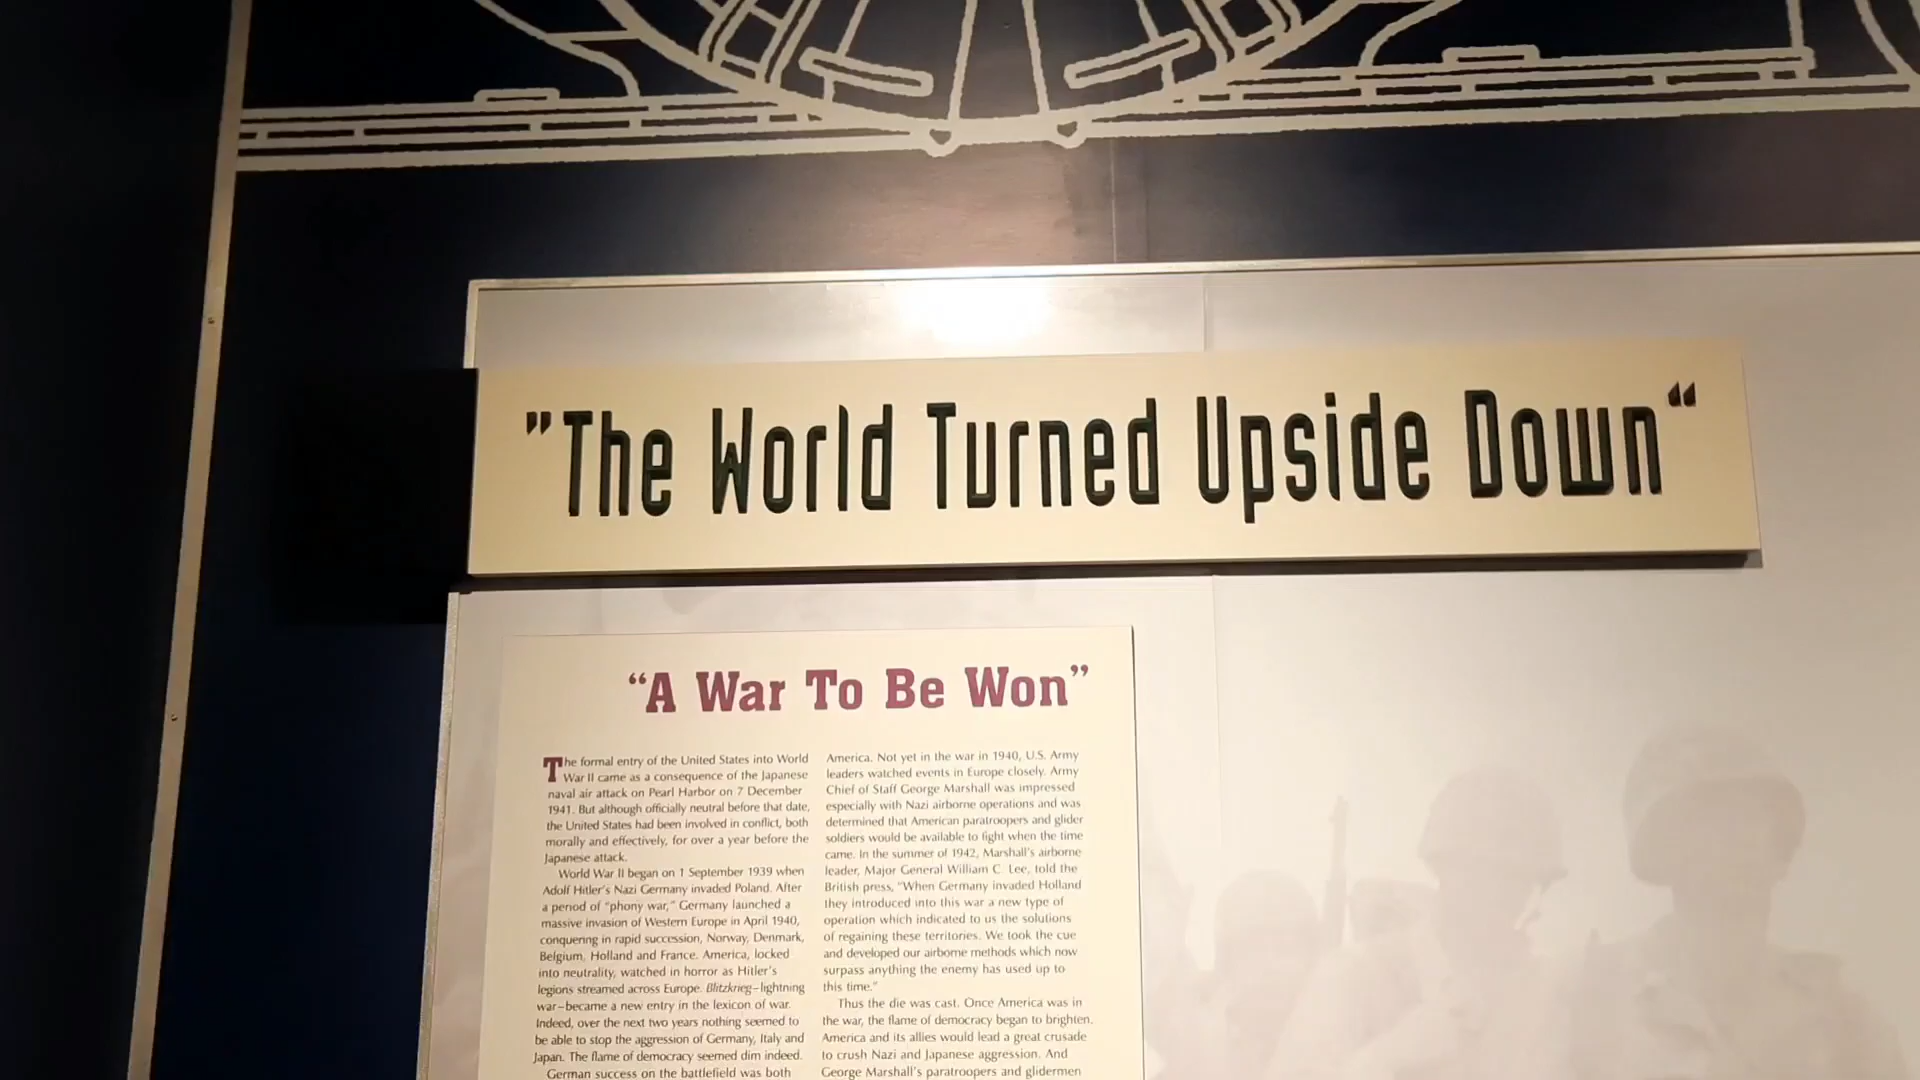 ”The World Turned Upside Down“
“A War To Be Won”
The formal entry of the United States into World
War II came as a consequence of the Japanese
naval air attack on Pearl Harbor on 7 December
1941. But although officially neutral before that date,
the United States had been involved in conflict, both
morally and effectively, for over a year before the
Japanese attack.
World War II began on 1 September 1939 when
Adolf Hitler's Nazi Germany invaded Poland. After
a period of "phony war," Germany launched a
massive invasion of Western Europe in April 1940,
conquering in rapid succession, Norway, Denmark,
Belgium, Holland and France. America, locked
into neutrality, watched in horror as Hitler's
legions streamed across Europe. Blitzkrieg–lightning
war–became a new entry in the lexicon of war.
Indeed, over the next two years nothing seemed to
be able to stop the aggression of Germany, Italy and
Japan. The flame of democracy seemed dim indeed.
German success on the battlefield was both
America. Not yet in the war in 1940, U.S. Army
leaders watched events in Europe closely. Army
Chief of Staff George Marshall was impressed
especially with Nazi airborne operations and was
determined that American paratroopers and glider
soldiers would be available to fight when the time
came. In the summer of 1942, Marshall's airborne
leader, Major General William C. Lee, told the
British press, "When Germany invaded Holland
they introduced into this war a new type of
operation which indicated to us the solutions
of regaining these territories. We took the cue
and developed our airborne methods which now
surpass anything the enemy has used up to
this time."
Thus the die was cast. Once America was in
the war, the flame of democracy began to brighten.
America and its allies would lead a great crusade
to crush Nazi and Japanese aggression. And
George Marshall's paratroopers and glidermen